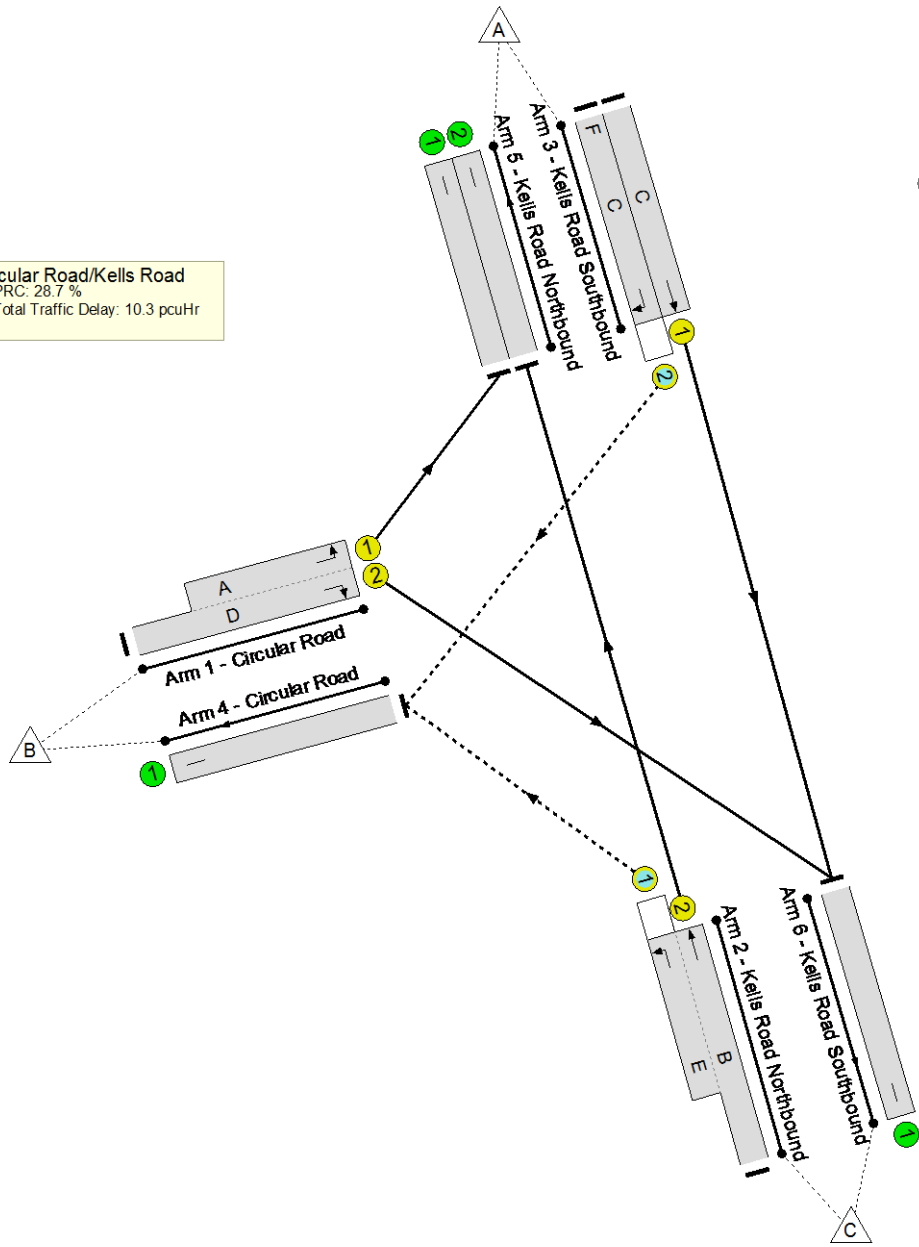 A
1
2
Arm 5 - Kells Road Northbound
Arm 3 - Kells Road Southbound
F
C
C
1
2
cular Road/Kells Road
PRC: 28.7 %
Total Traffic Delay: 10.3 pcuHr
1
2
A
D
Arm 1 - Circular Road
Arm 4 - Circular Road
B
1
1
2
Arm 2 - Kells Road Northbound
B
E
Arm 6 - Kells Road Southbound
1
C